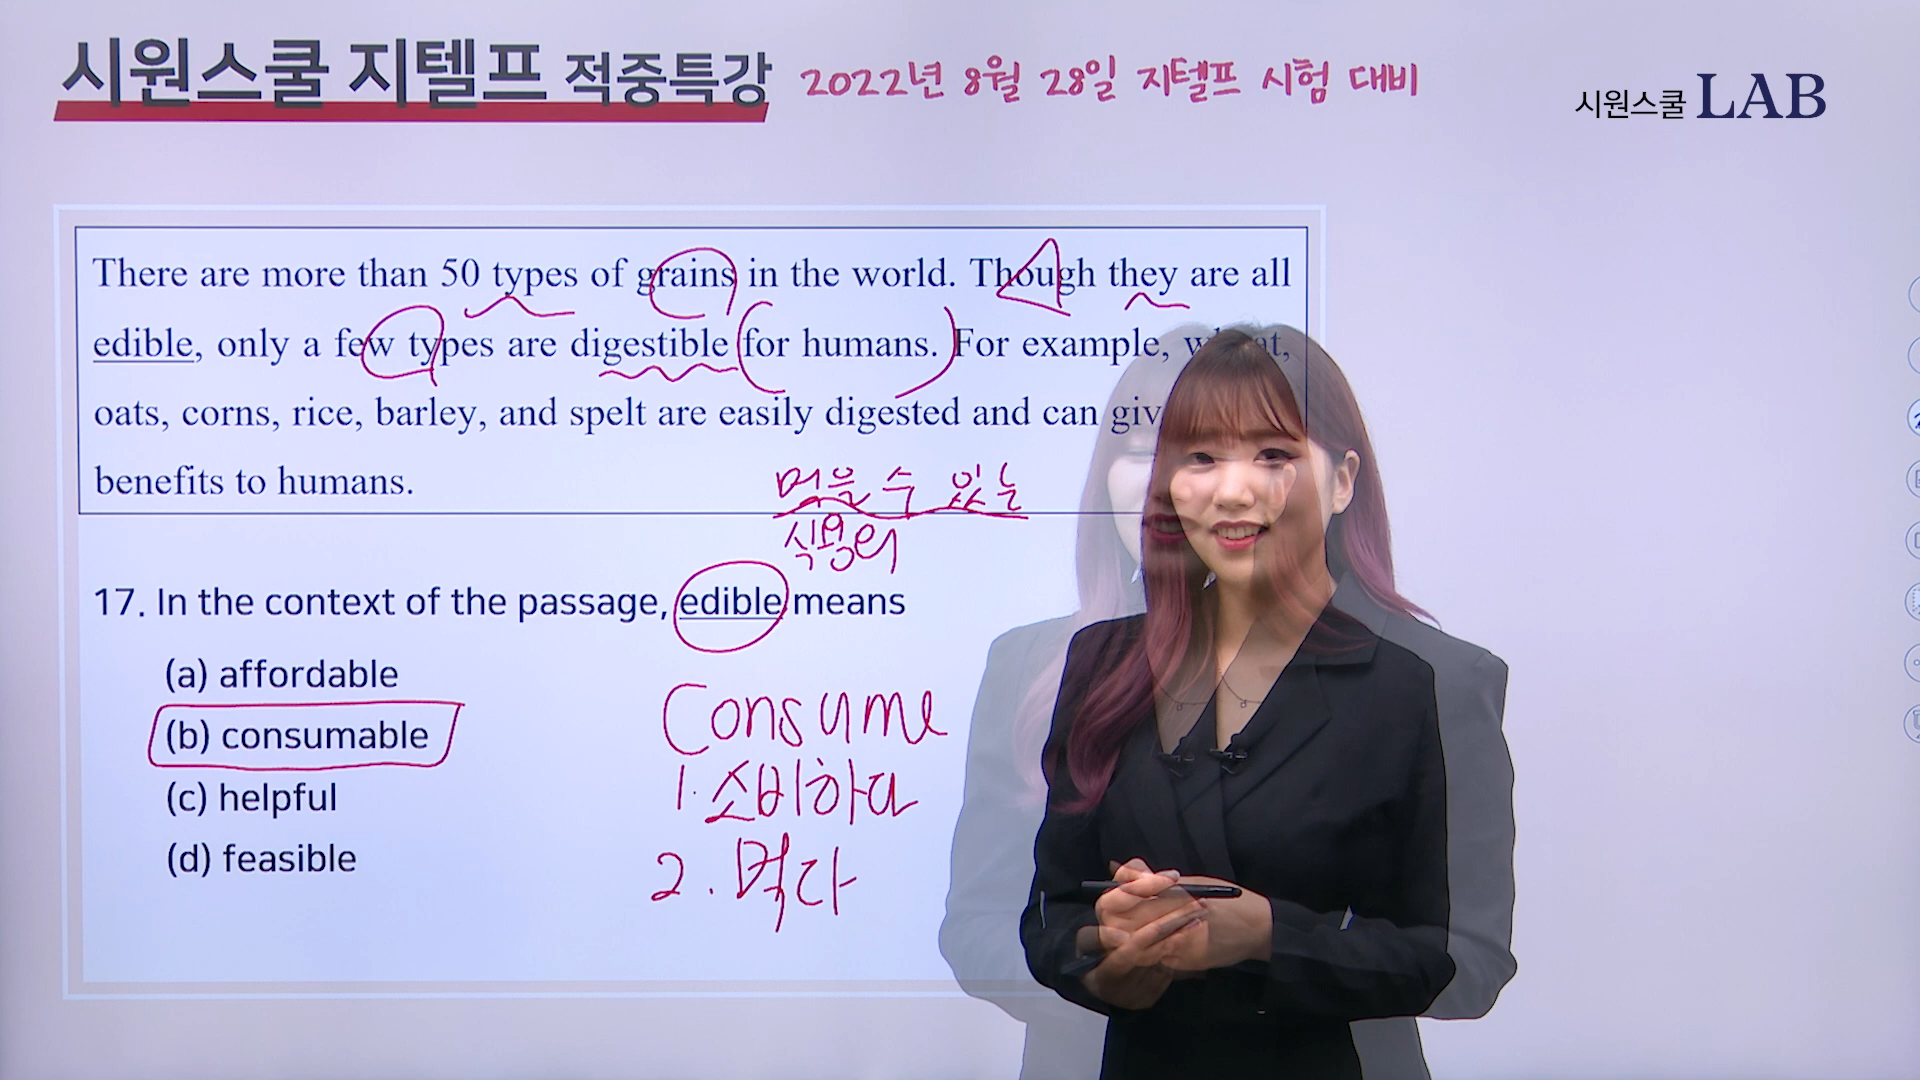 시원스쿨 지텔프 적중특강 2022년 8월 28일 지텔프 시험 대비
시원스쿨 LAB
There are more than 50 types of grains in the world. Though they are all
edible, only a few types are digestible for humans. For example,
oats, corns, rice, barley, and spelt are easily digested and can
benefits to humans.
먹을 수 있는
식용의
17. In the context of the passage, edible means
(a) affordable
(b) consumable
(c) helpful
(d) feasible
Consume
1. 소비하다
2. 먹다